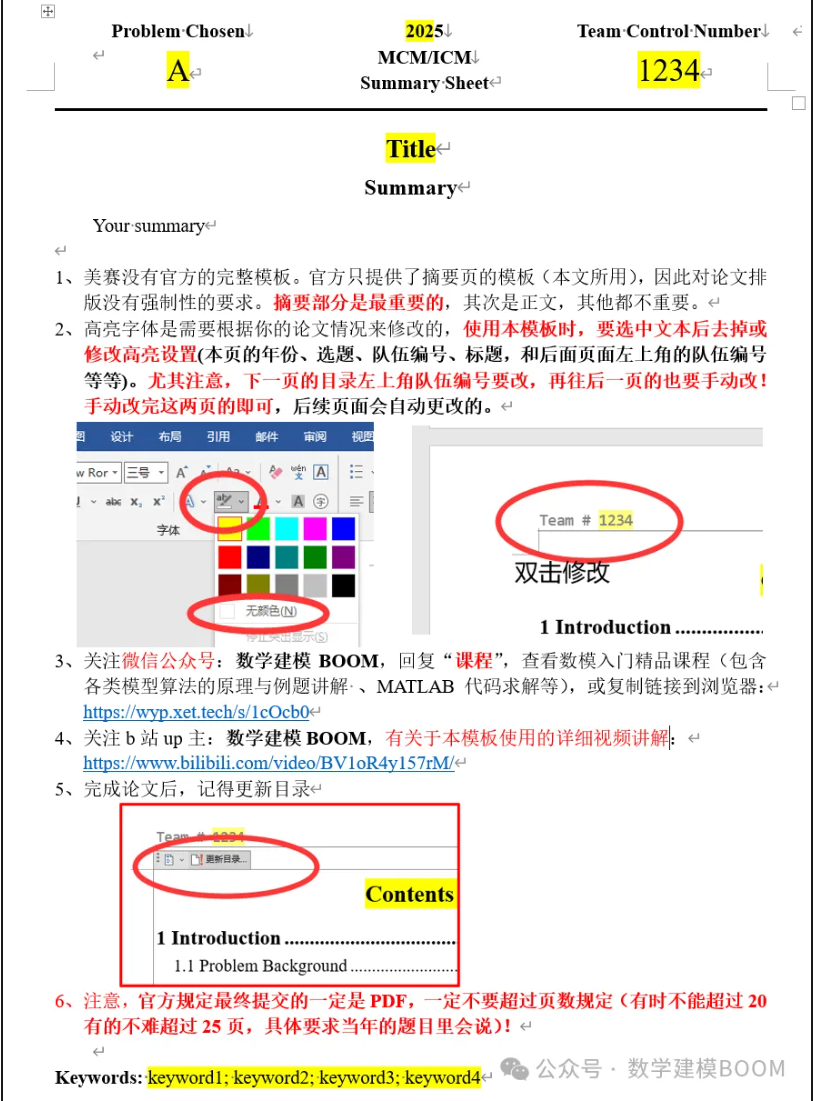 Problem Chosen
2025
Team Control Number
A
MCM/ICM
1234
Summary Sheet
Title
Summary
Your summary
1、美赛没有官方的完整模板。官方只提供了摘要页的模板（本文所用），因此对论文排
版没有强制性的要求。摘要部分是最重要的，其次是正文，其他都不重要。
2、高亮字体是需要根据你的论文情况来修改的，使用本模板时，要选中文本后去掉或
修改高亮设置(本页的年份、选题、队伍编号、标题，和后面页面左上角的队伍编号
等等)。尤其注意，下一页的目录左上角队伍编号要改，再往后一页的也要手动改！
手动改完这两页的即可，后续页面会自动更改的。
设计 布局 引用 邮件 审阅 视图
w Ror 三号
字体
无颜色(N)
停止突出显示(S)
Team # 1234
双击修改
1 Introduction
3、关注微信公众号：数学建模 BOOM，回复“课程”，查看数模入门精品课程（包含
各类模型算法的原理与例题讲解 、MATLAB 代码求解等），或复制链接到浏览器：
https://wyp.xet.tech/s/1cOcb0
4、关注 b 站 up 主：数学建模 BOOM，有关于本模板使用的详细视频讲解：
https://www.bilibili.com/video/BV1oR4y157rM/
5、完成论文后，记得更新目录
Team # 1234
更新目录...
Contents
1 Introduction
1.1 Problem Background
6、注意，官方规定最终提交的一定是 PDF，一定不要超过页数规定（有时不能超过 20
有的不难超过 25 页，具体要求当年的题目里会说）！
Keywords: keyword1; keyword2; keyword3; keyword4
公众号 · 数学建模BOOM